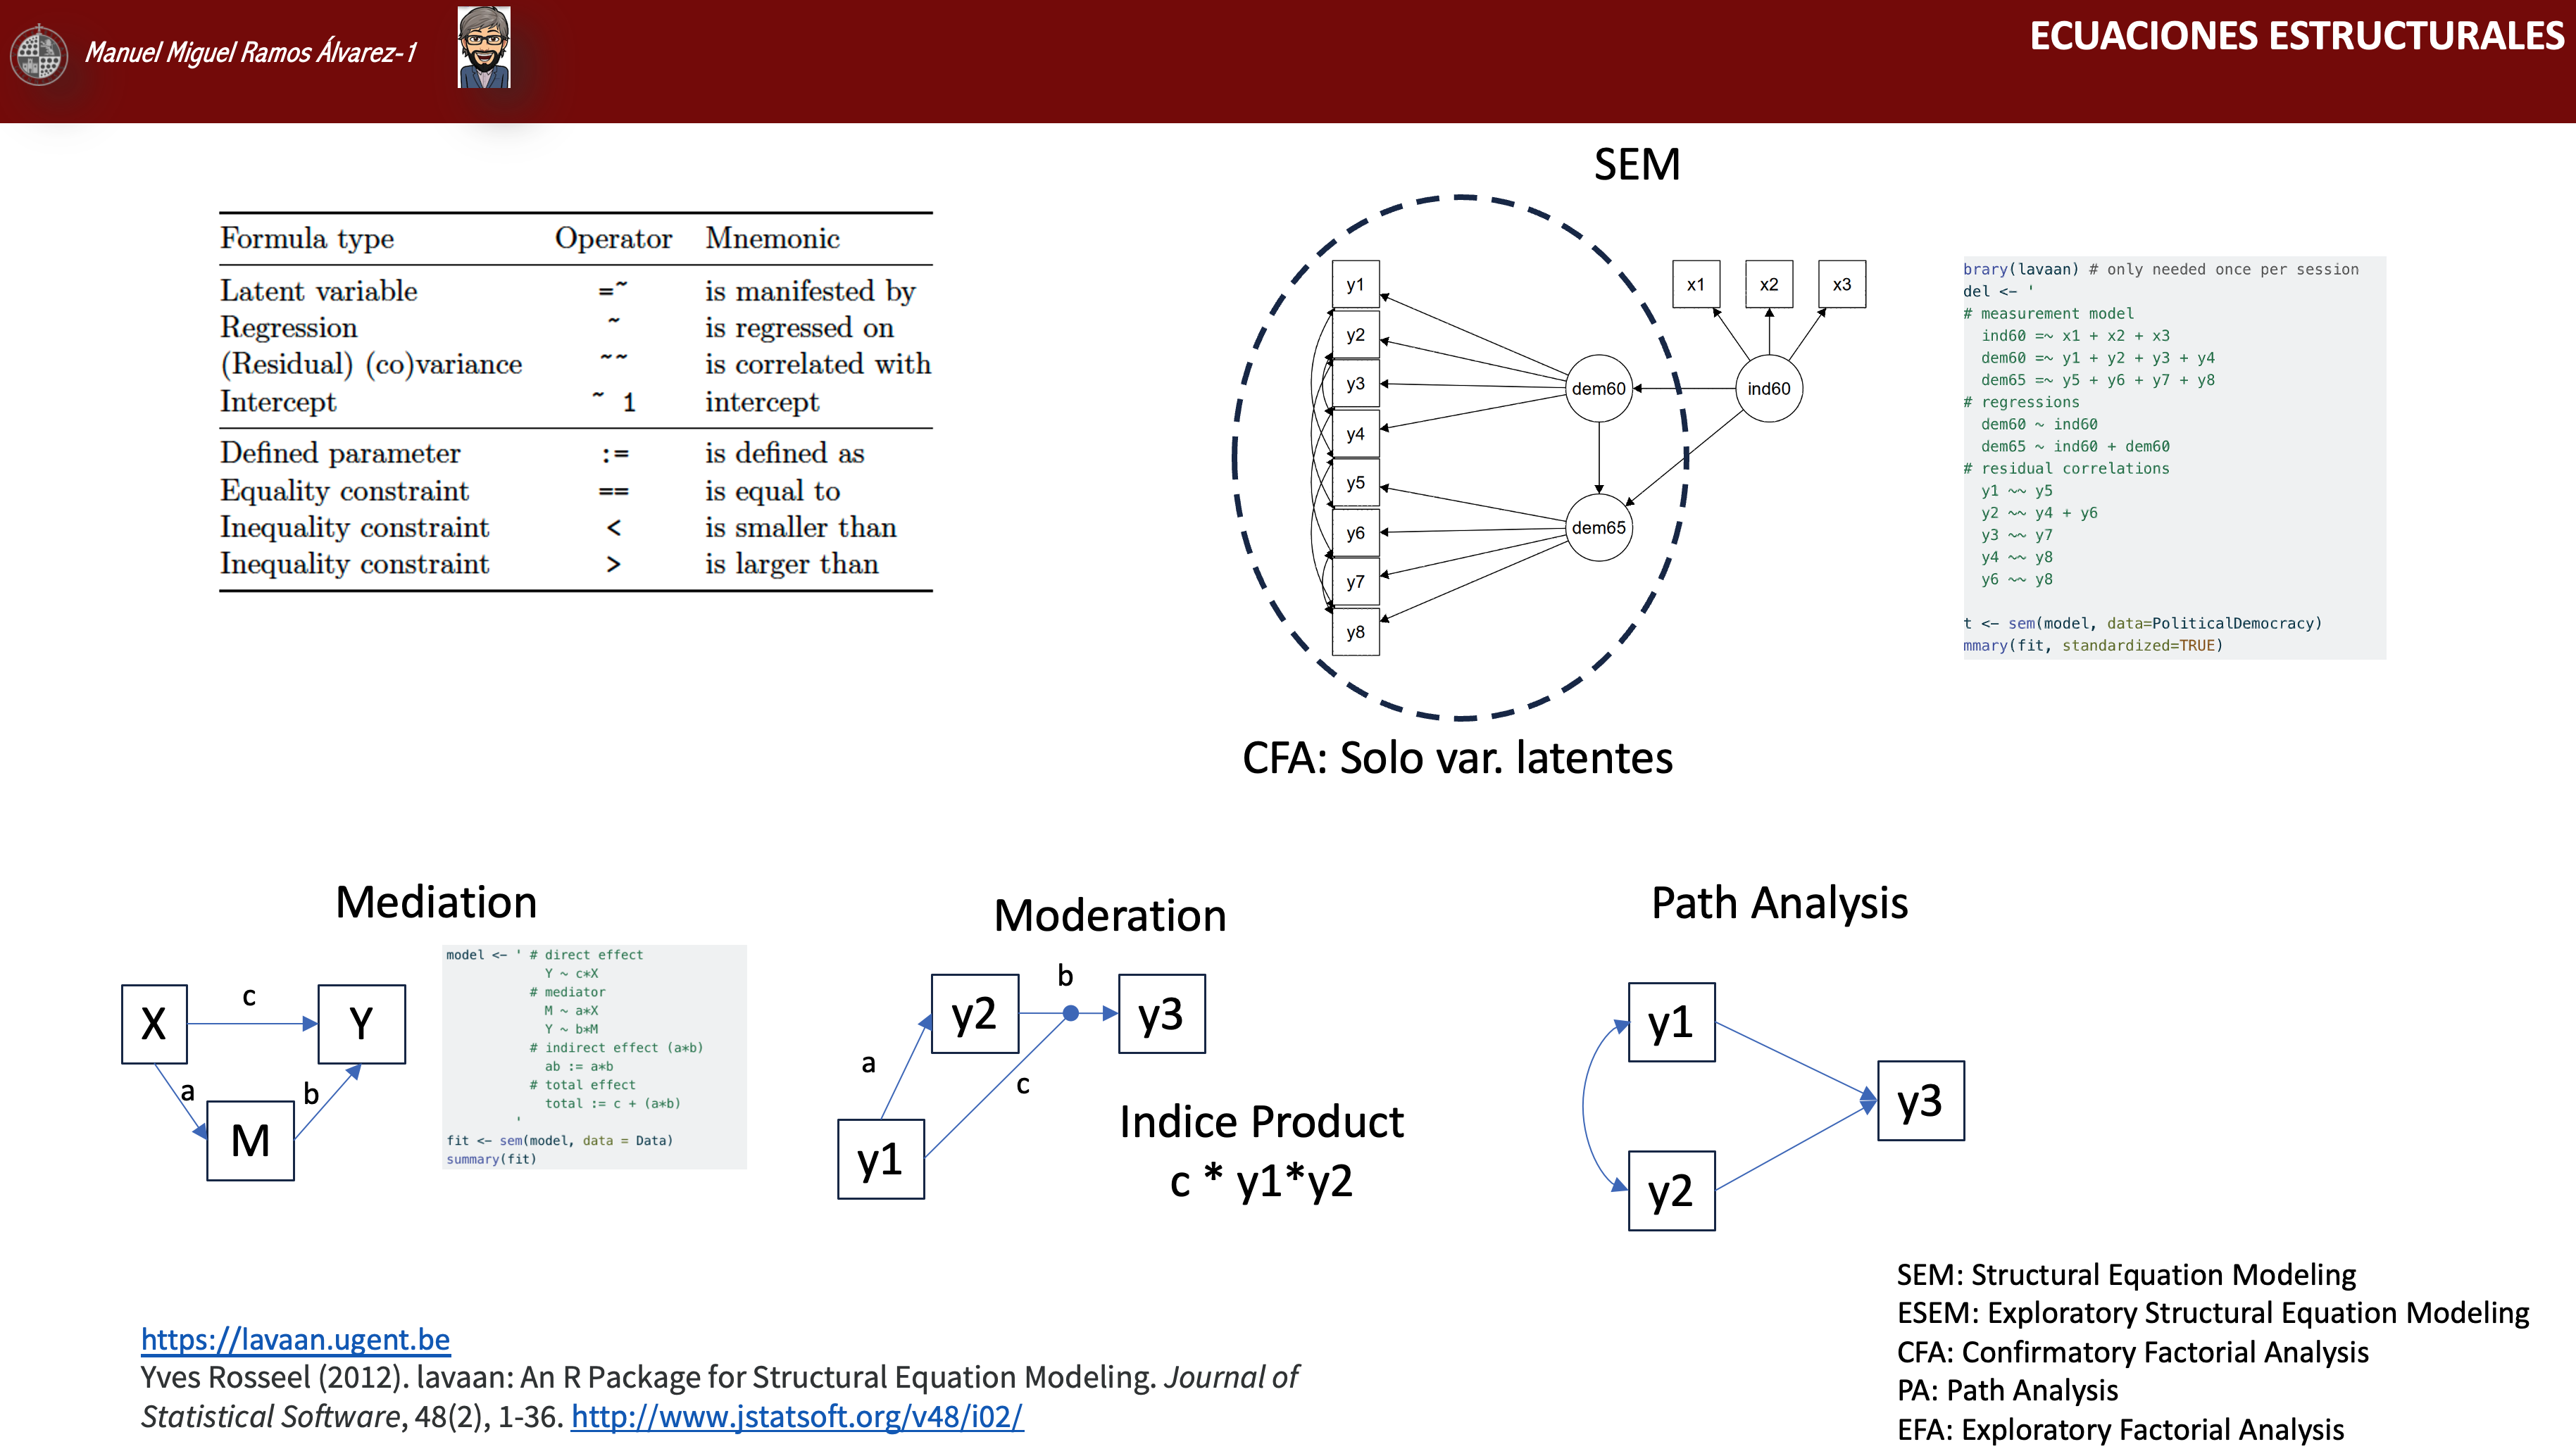 Manuel Miguel Ramos Álvarez-1
ECUACIONES ESTRUCTURALES
Formula type Operator Mnemonic
Latent variable =~ is manifested by
Regression ~ is regressed on
(Residual) (co)variance ~~ is correlated with
Intercept ~ 1 intercept
Defined parameter := is defined as
Equality constraint == is equal to
Inequality constraint < is smaller than
Inequality constraint > is larger than
SEM
y1
y2
y3
y4
y5
y6
y7
y8
dem60
dem65
x1 x2 x3
ind60
CFA: Solo var. latentes
brary(lavaan) # only needed once per session
del <- '
# measurement model
ind60 =~ x1 + x2 + x3
dem60 =~ y1 + y2 + y3 + y4
dem65 =~ y5 + y6 + y7 + y8
# regressions
dem60 ~ ind60
dem65 ~ ind60 + dem60
# residual correlations
y1 ~~ y5
y2 ~~ y4 + y6
y3 ~~ y7
y4 ~~ y8
y6 ~~ y8
t <- sem(model, data=PoliticalDemocracy)
mmary(fit, standardized=TRUE)
Mediation
X
c
Y
a
b
M
model <- ' # direct effect
Y ~ c*X
# mediator
M ~ a*X
Y ~ b*M
# indirect effect (a*b)
ab := a*b
# total effect
total := c + (a*b)
'
fit <- sem(model, data = Data)
summary(fit)
Moderation
b
y2
y3
a
c
y1
Indice Product
c * y1*y2
Path Analysis
y1
y3
y2
https://lavaan.ugent.be
Yves Rosseel (2012). lavaan: An R Package for Structural Equation Modeling. Journal of
Statistical Software, 48(2), 1-36. http://www.jstatsoft.org/v48/i02/
SEM: Structural Equation Modeling
ESEM: Exploratory Structural Equation Modeling
CFA: Confirmatory Factorial Analysis
PA: Path Analysis
EFA: Exploratory Factorial Analysis